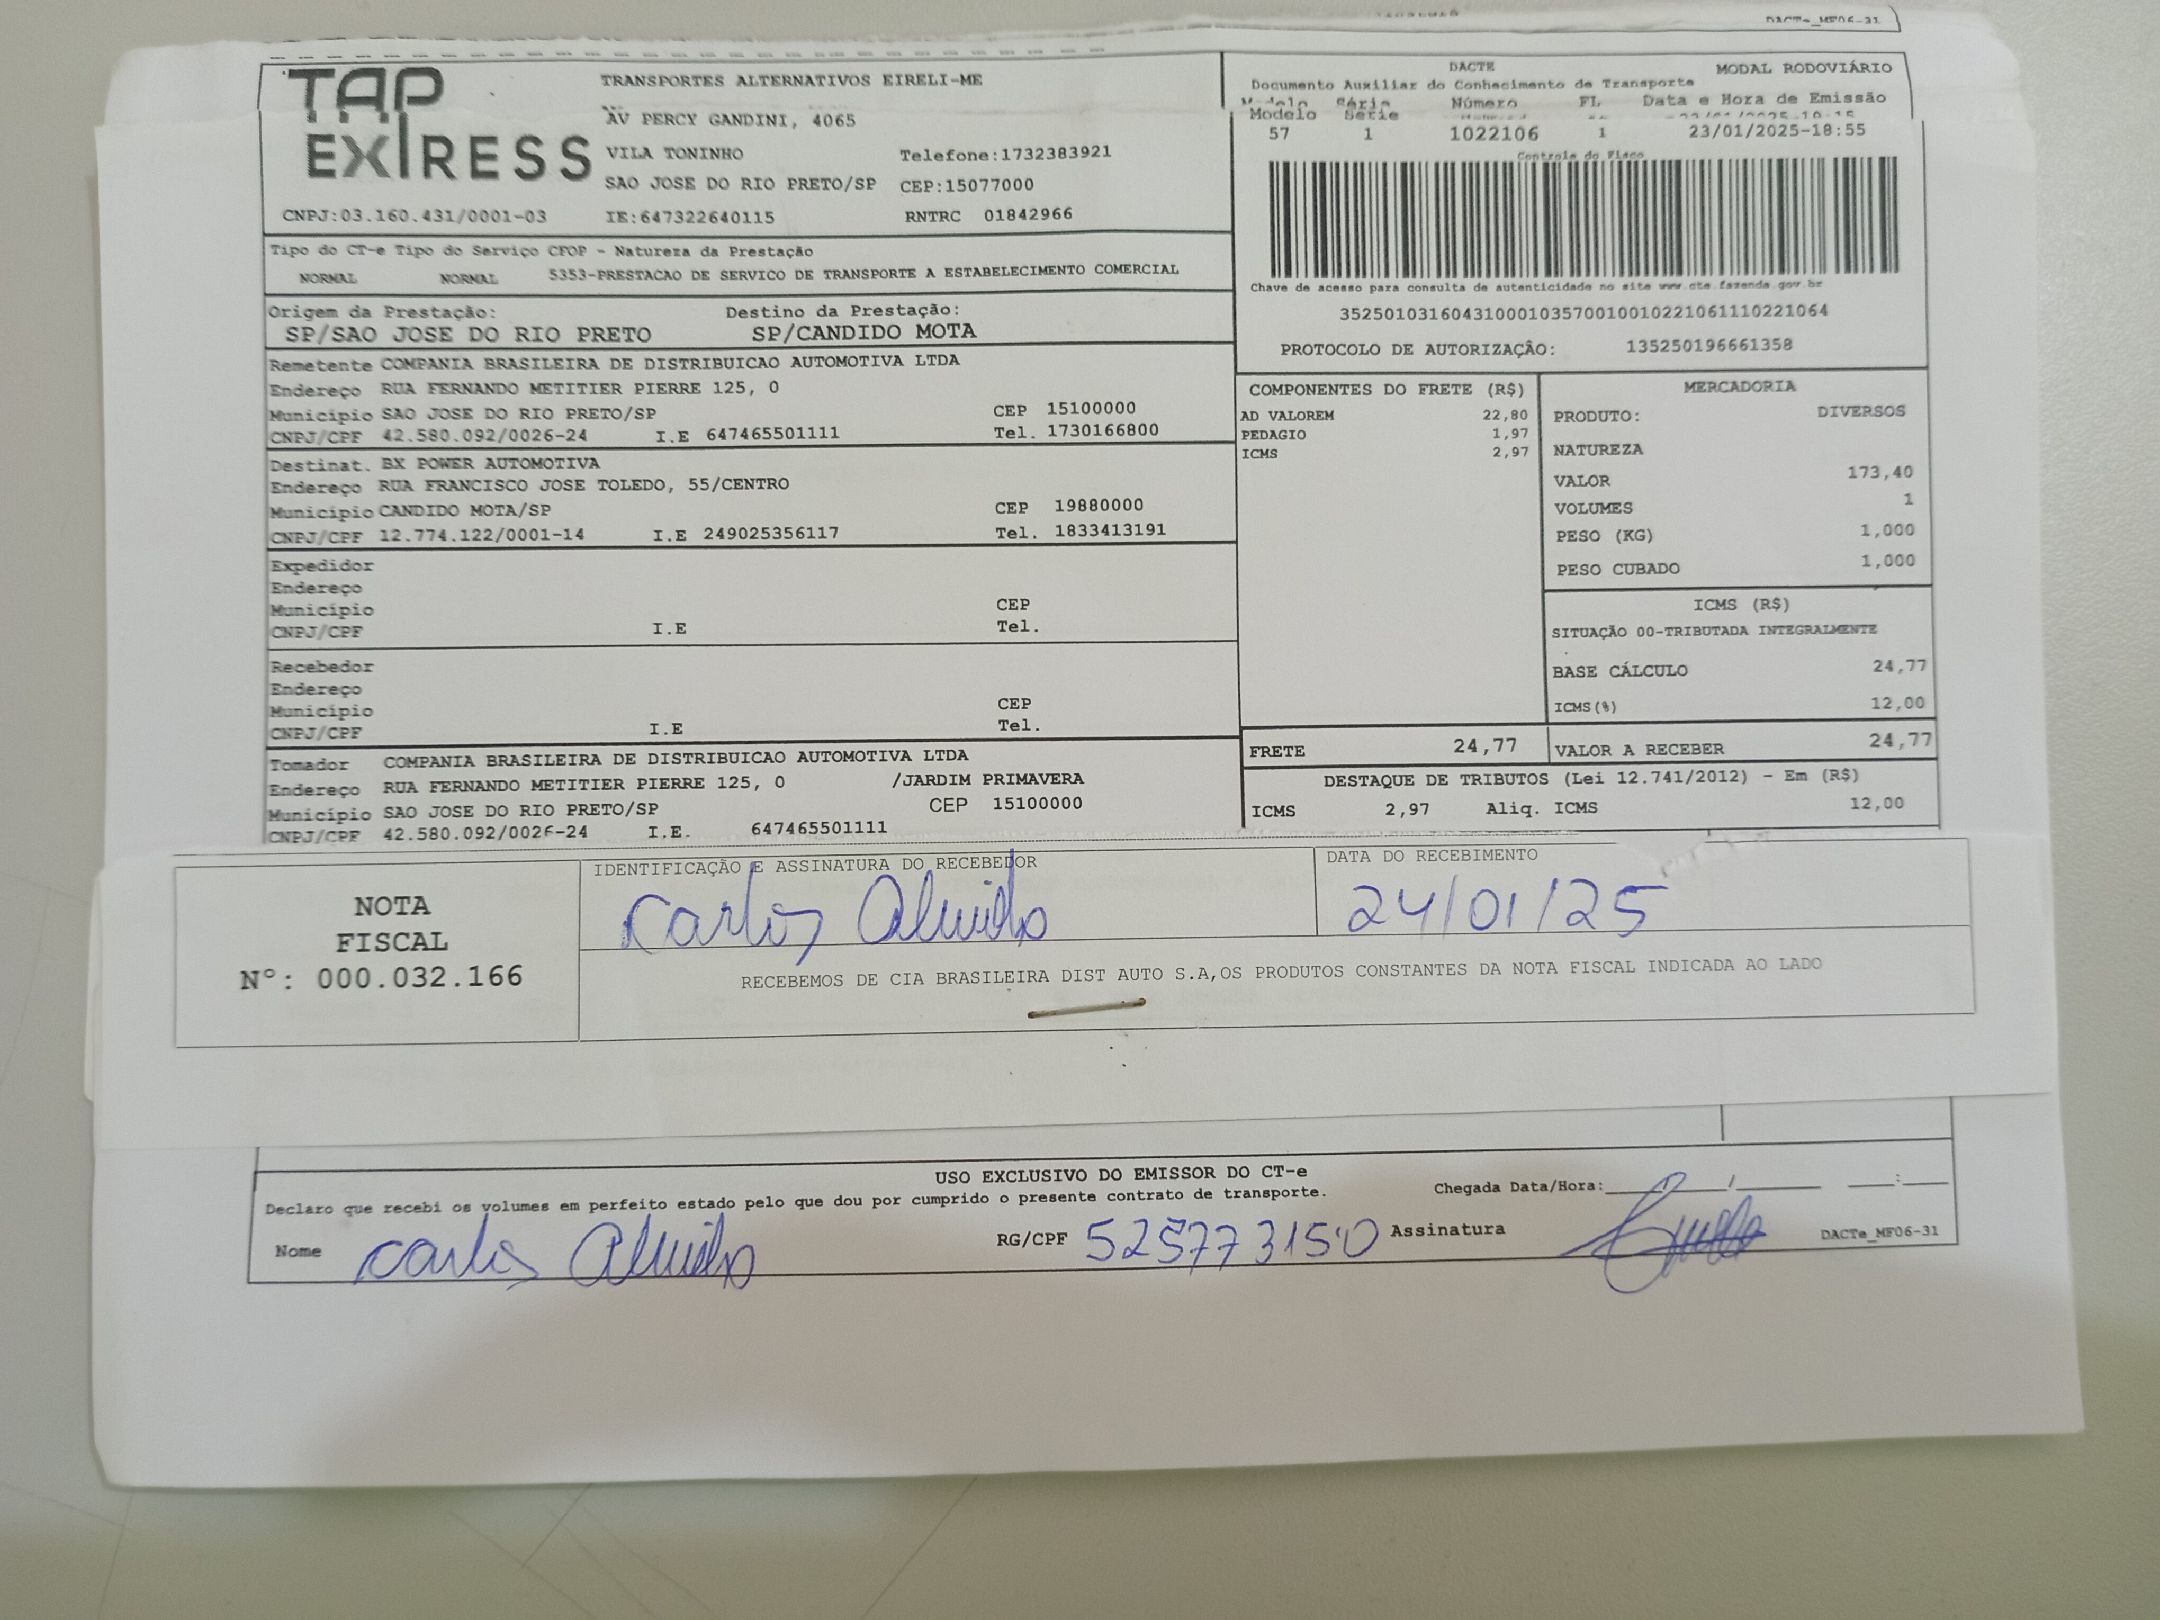 DACTe_MF06-31
TAP
EXPRESS
TRANSPORTES ALTERNATIVOS EIRELI-ME
AV PERCY GANDINI, 4065
VILA TONINHO Telefone:1732383921
SAO JOSE DO RIO PRETO/SP CEP:15077000
CNPJ:03.160.431/0001-03 IE:647322640115 RNTRC 01842966
DACTE MODAL RODOVIÁRIO
Documento Auxiliar do Conhecimento de Transporte
Modelo Série Número FL Data e Hora de Emissão
Modelo Série
57 1 1022106 1 23/01/2025-18:55
Controle do Fisco
Chave de acesso para consulta de autenticidade no site www.cte.fazenda.gov.br
35250103160431000103570010010221061110221064
PROTOCOLO DE AUTORIZAÇÃO: 135250196661358
Tipo do CT-e Tipo do Serviço CFOP - Natureza da Prestação
NORMAL NORMAL 5353-PRESTACAO DE SERVICO DE TRANSPORTE A ESTABELECIMENTO COMERCIAL
Origem da Prestação: Destino da Prestação:
SP/SAO JOSE DO RIO PRETO SP/CANDIDO MOTA
Remetente COMPANIA BRASILEIRA DE DISTRIBUICAO AUTOMOTIVA LTDA
Endereço RUA FERNANDO METITIER PIERRE 125, 0
Município SAO JOSE DO RIO PRETO/SP CEP 15100000
CNPJ/CPF 42.580.092/0026-24 I.E 647465501111 Tel. 1730166800
Destinat. BX POWER AUTOMOTIVA
Endereço RUA FRANCISCO JOSE TOLEDO, 55/CENTRO
Município CANDIDO MOTA/SP CEP 19880000
CNPJ/CPF 12.774.122/0001-14 I.E 249025356117 Tel. 1833413191
Expedidor
Endereço
Município CEP
CNPJ/CPF I.E Tel.
Recebedor
Endereço
Município CEP
CNPJ/CPF I.E Tel.
Tomador COMPANIA BRASILEIRA DE DISTRIBUICAO AUTOMOTIVA LTDA
Endereço RUA FERNANDO METITIER PIERRE 125, 0 /JARDIM PRIMAVERA
Município SAO JOSE DO RIO PRETO/SP CEP 15100000
CNPJ/CPF 42.580.092/0026-24 I.E. 647465501111
COMPONENTES DO FRETE (R$)
AD VALOREM 22,80
PEDAGIO 1,97
ICMS 2,97
MERCADORIA
PRODUTO: DIVERSOS
NATUREZA
VALOR 173,40
VOLUMES 1
PESO (KG) 1,000
PESO CUBADO 1,000
ICMS (R$)
SITUAÇÃO 00-TRIBUTADA INTEGRALMENTE
BASE CÁLCULO 24,77
ICMS(%) 12,00
FRETE 24,77 VALOR A RECEBER 24,77
DESTAQUE DE TRIBUTOS (Lei 12.741/2012) - Em (R$)
ICMS 2,97 Aliq. ICMS 12,00
NOTA
FISCAL
Nº: 000.032.166
IDENTIFICAÇÃO E ASSINATURA DO RECEBEDOR
Carlos
DATA DO RECEBIMENTO
24/01/25
RECEBEMOS DE CIA BRASILEIRA DIST AUTO S.A,OS PRODUTOS CONSTANTES DA NOTA FISCAL INDICADA AO LADO
USO EXCLUSIVO DO EMISSOR DO CT-e
Declaro que recebi os volumes em perfeito estado pelo que dou por cumprido o presente contrato de transporte. Chegada Data/Hora:
Nome Carlos RG/CPF 525773150 Assinatura DACTe_MF06-31